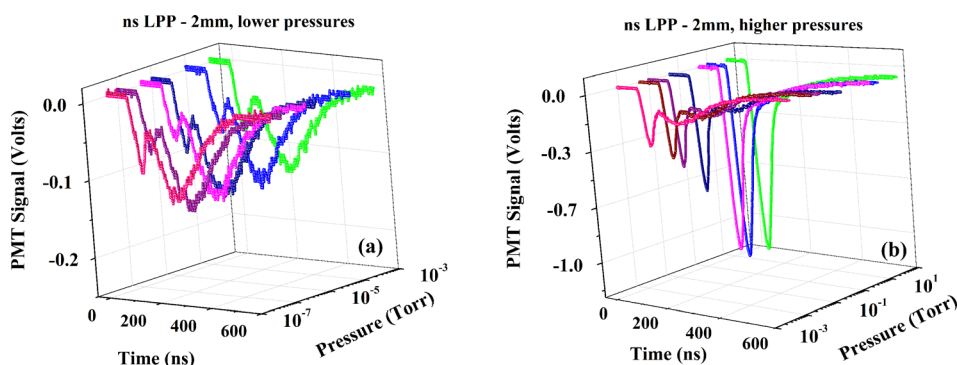 ns LPP - 2mm, lower pressures
0.0
-0.1
-0.2
PMT Signal (Volts)
(a)
0
200
400
600
Time (ns)
10⁻⁷
10⁻⁵
10⁻³
Pressure (Torr)
ns LPP - 2mm, higher pressures
0.0
-0.3
-0.7
-1.0
PMT Signal (Volts)
(b)
0
200
400
600
Time (ns)
10⁻³
10⁻¹
10¹
Pressure (Torr)